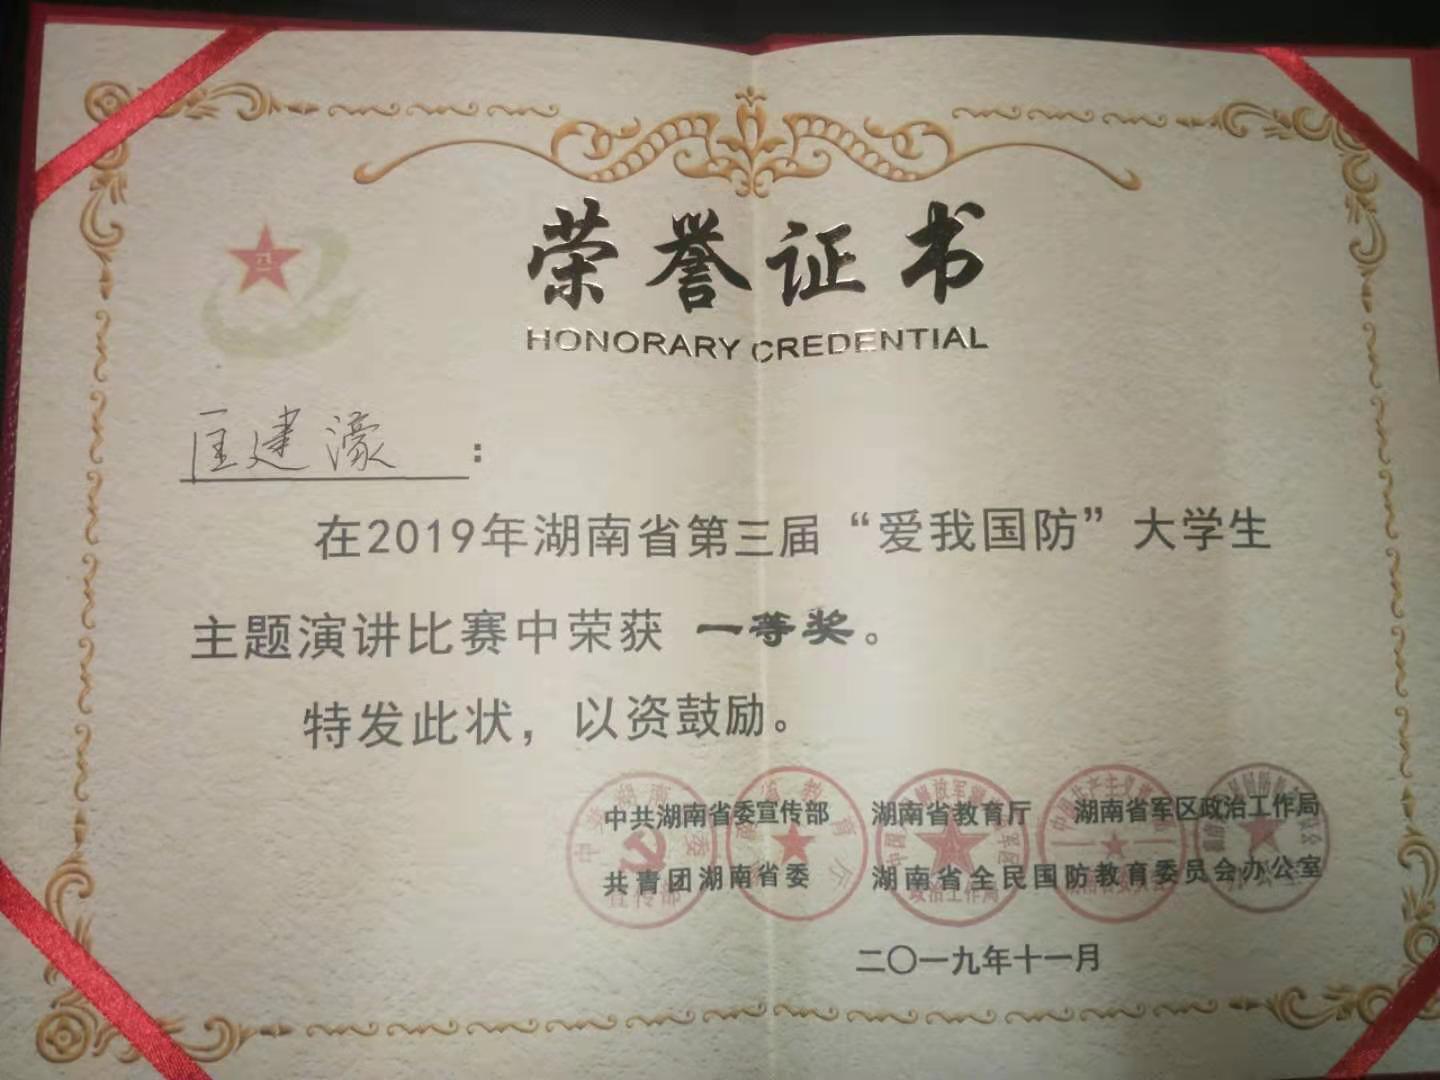 荣誉证书
HONORARY CREDENTIAL
匡建濠:
在2019年湖南省第三届“爱我国防”大学生
主题演讲比赛中荣获 一等奖。
特发此状，以资鼓励。
中共湖南省委宣传部 湖南省教育厅 湖南省军区政治工作局
共青团湖南省委 湖南省全民国防教育委员会办公室
二〇一九年十一月